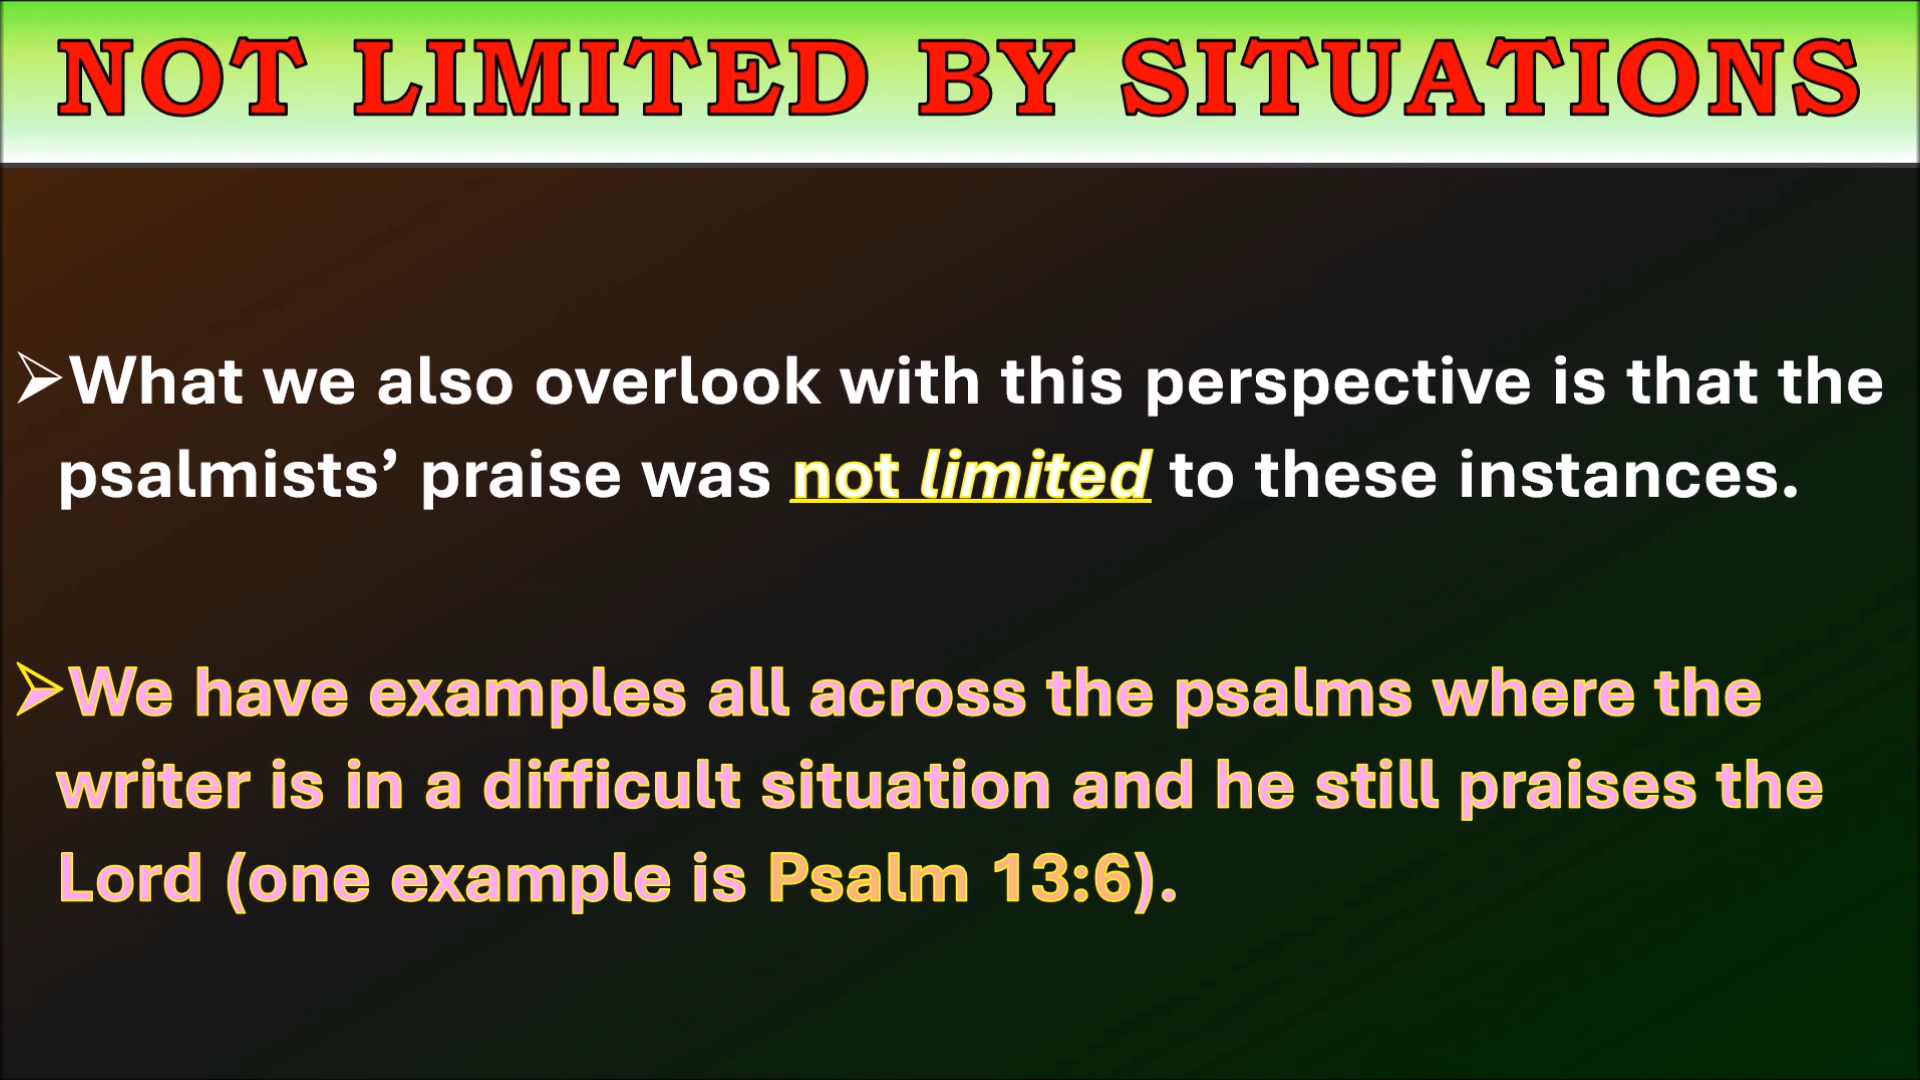 NOT LIMITED BY SITUATIONS
➢What we also overlook with this perspective is that the
psalmists’ praise was not limited to these instances.
➢We have examples all across the psalms where the
writer is in a difficult situation and he still praises the
Lord (one example is Psalm 13:6).